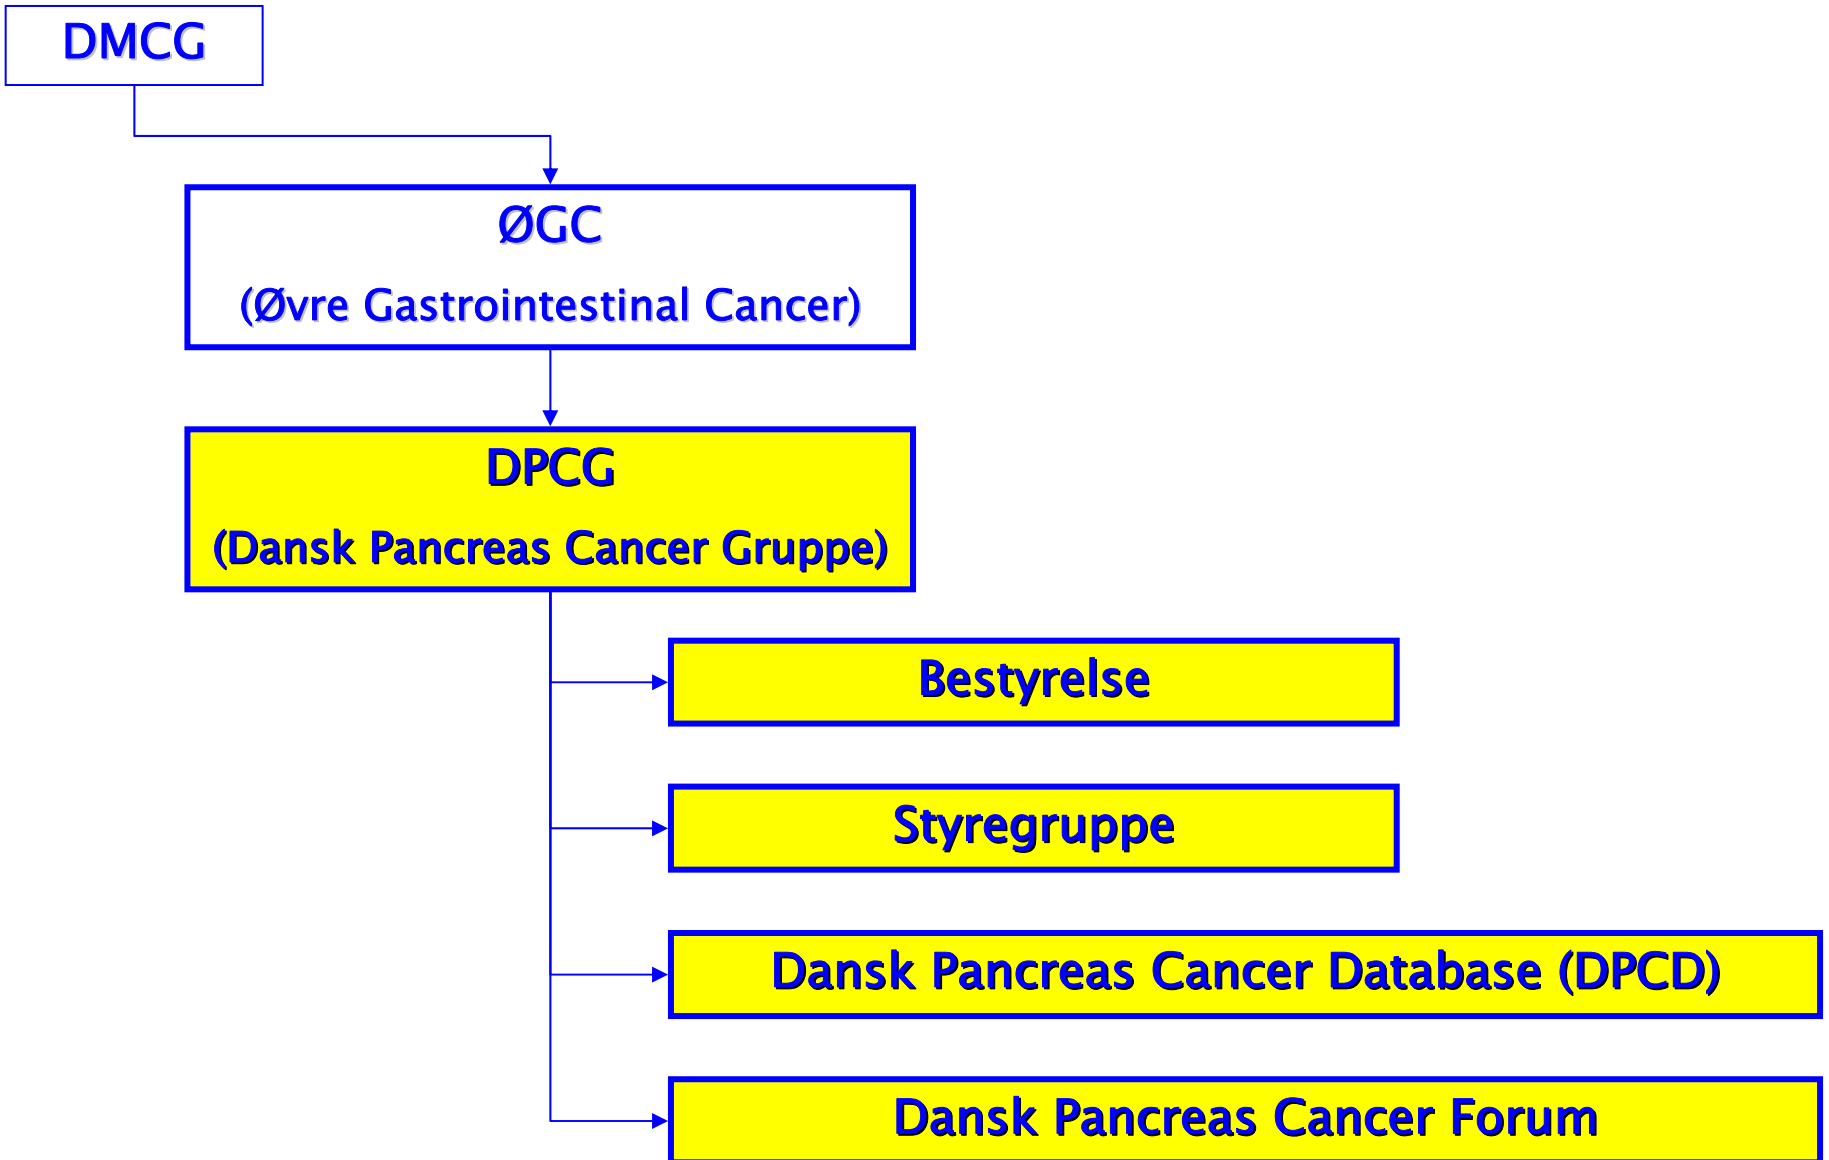 DMCG
ØGC
(Øvre Gastrointestinal Cancer)
DPCG
(Dansk Pancreas Cancer Gruppe)
Bestyrelse
Styregruppe
Dansk Pancreas Cancer Database (DPCD)
Dansk Pancreas Cancer Forum